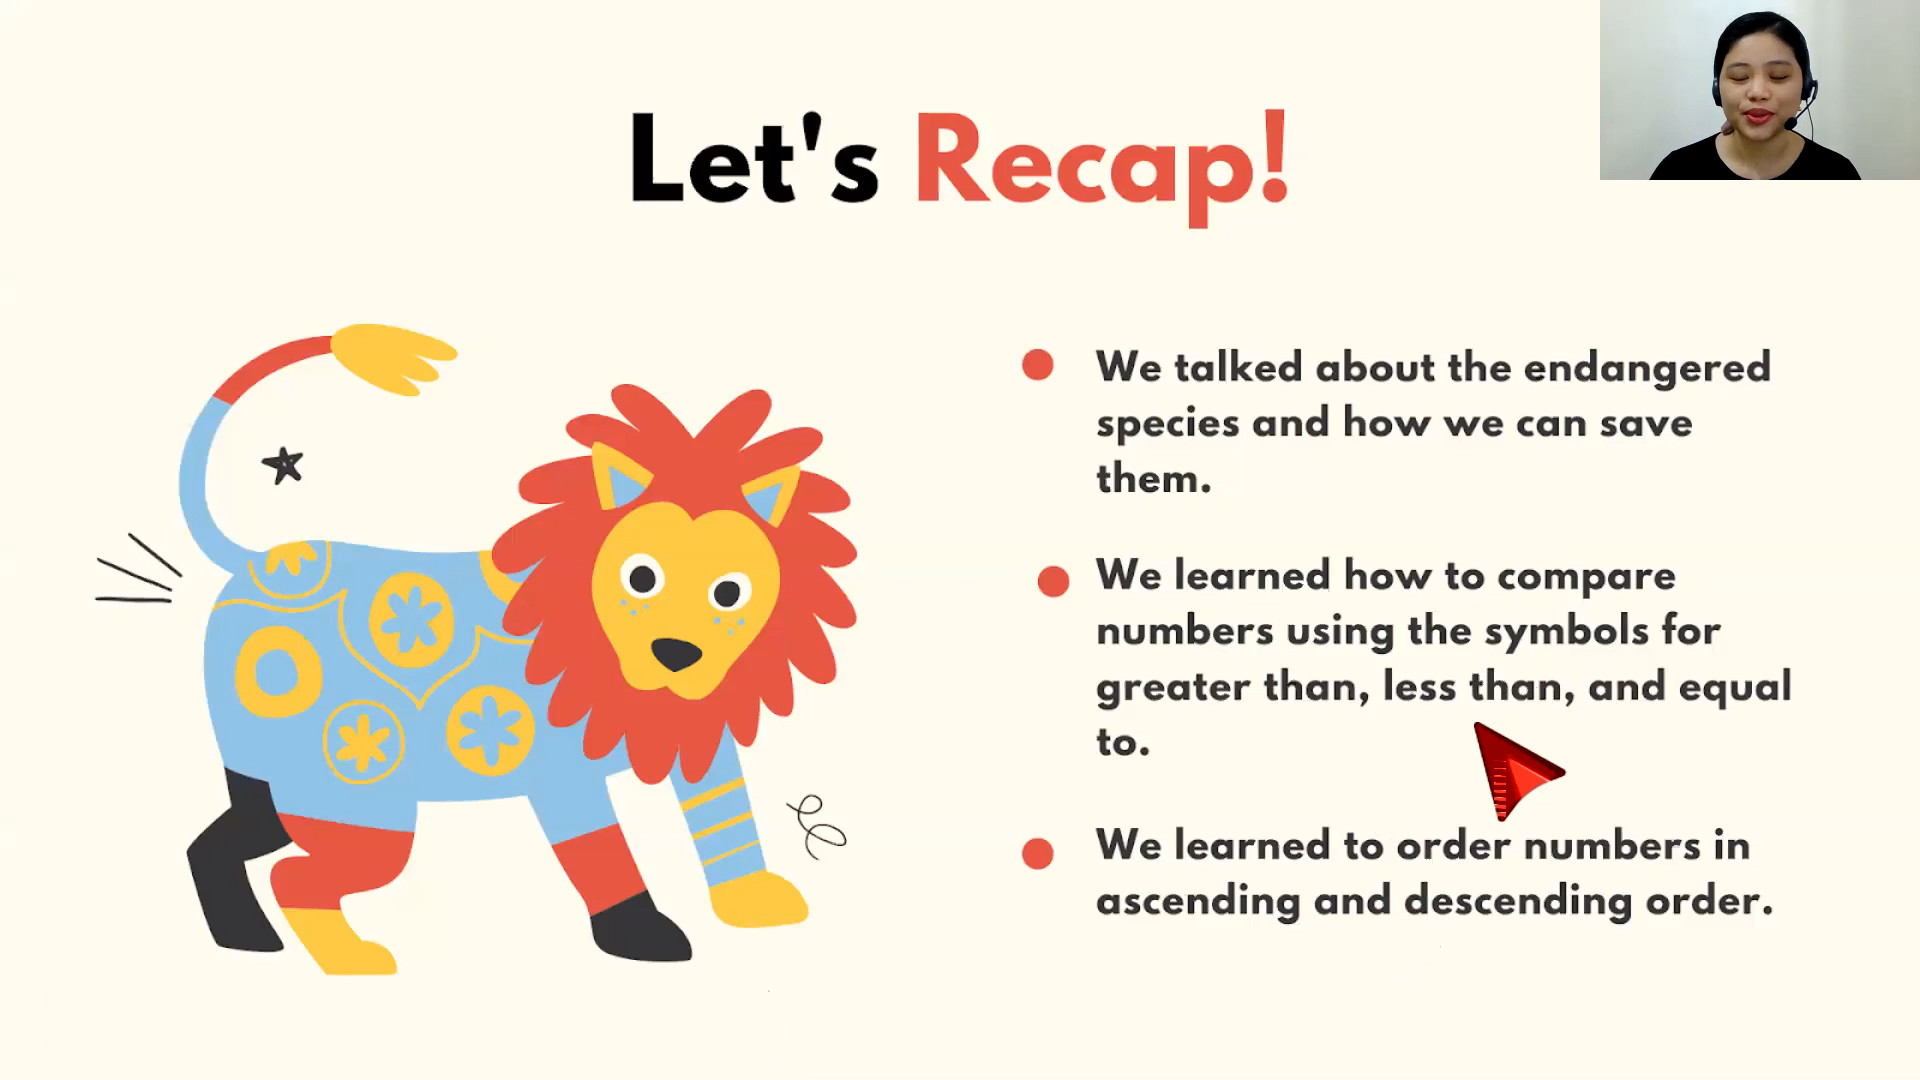 Let's Recap!
We talked about the endangered
species and how we can save
them.
We learned how to compare
numbers using the symbols for
greater than, less than, and equal
to.
We learned to order numbers in
ascending and descending order.